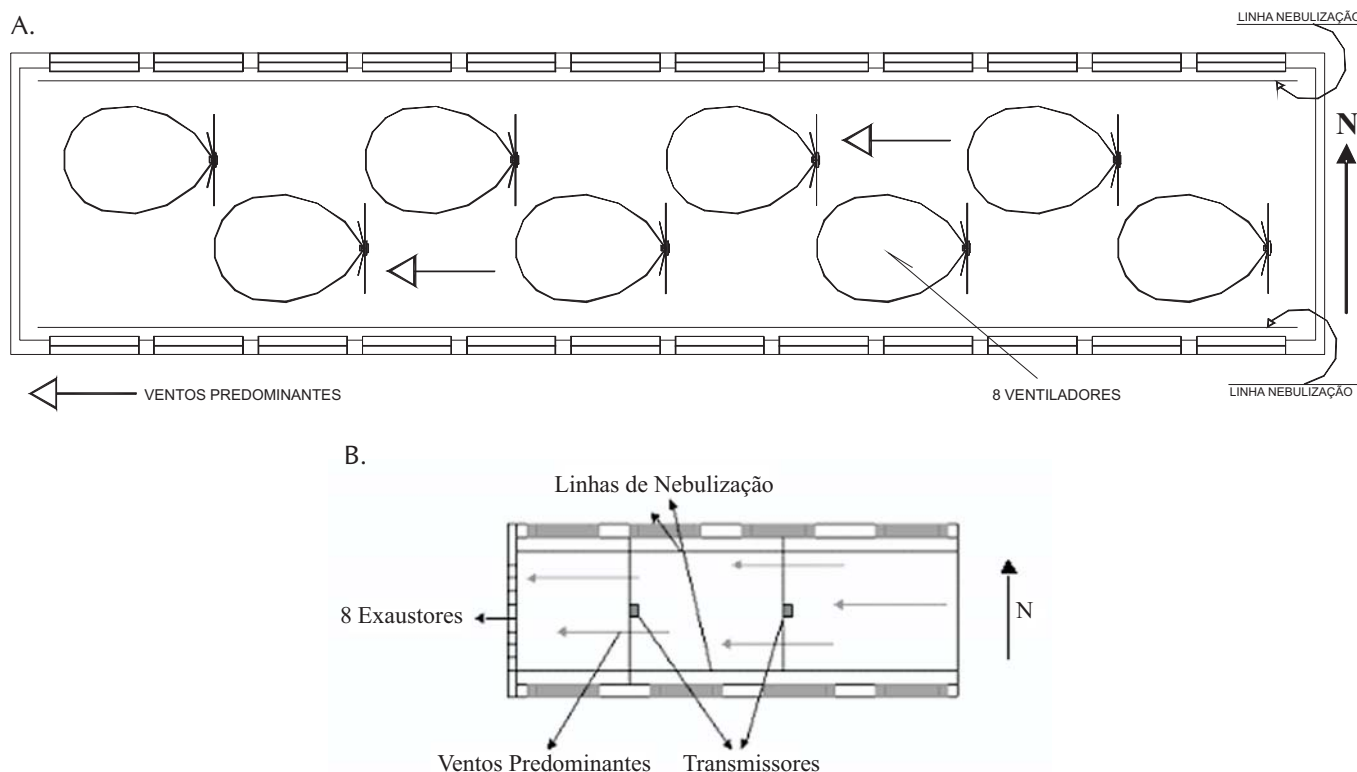 A.
LINHA NEBULIZAÇÃO
N
VENTOS PREDOMINANTES
8 VENTILADORES
LINHA NEBULIZAÇÃO
B.
Linhas de Nebulização
8 Exaustores
N
Ventos Predominantes
Transmissores